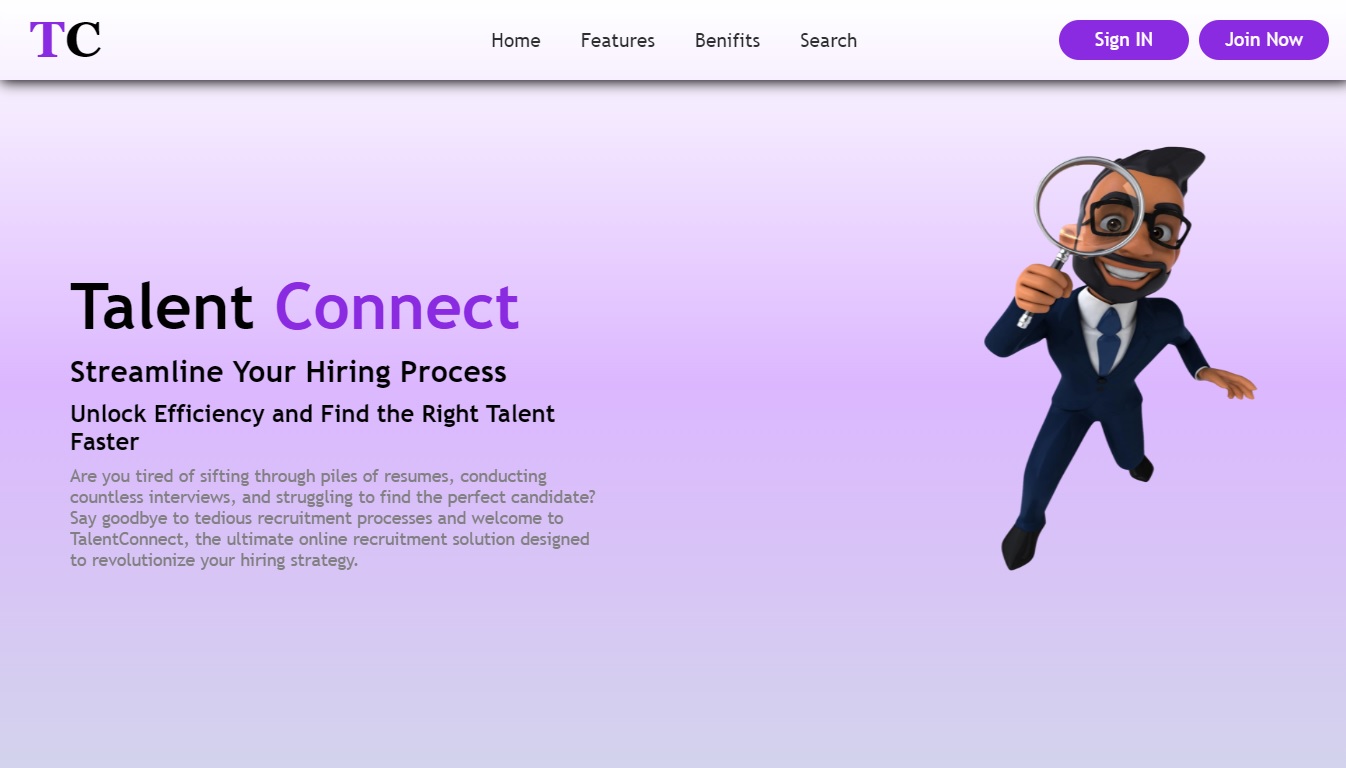 TC
Home Features Benifits Search
Sign IN Join Now
Talent Connect
Streamline Your Hiring Process
Unlock Efficiency and Find the Right Talent
Faster
Are you tired of sifting through piles of resumes, conducting
countless interviews, and struggling to find the perfect candidate?
Say goodbye to tedious recruitment processes and welcome to
TalentConnect, the ultimate online recruitment solution designed
to revolutionize your hiring strategy.